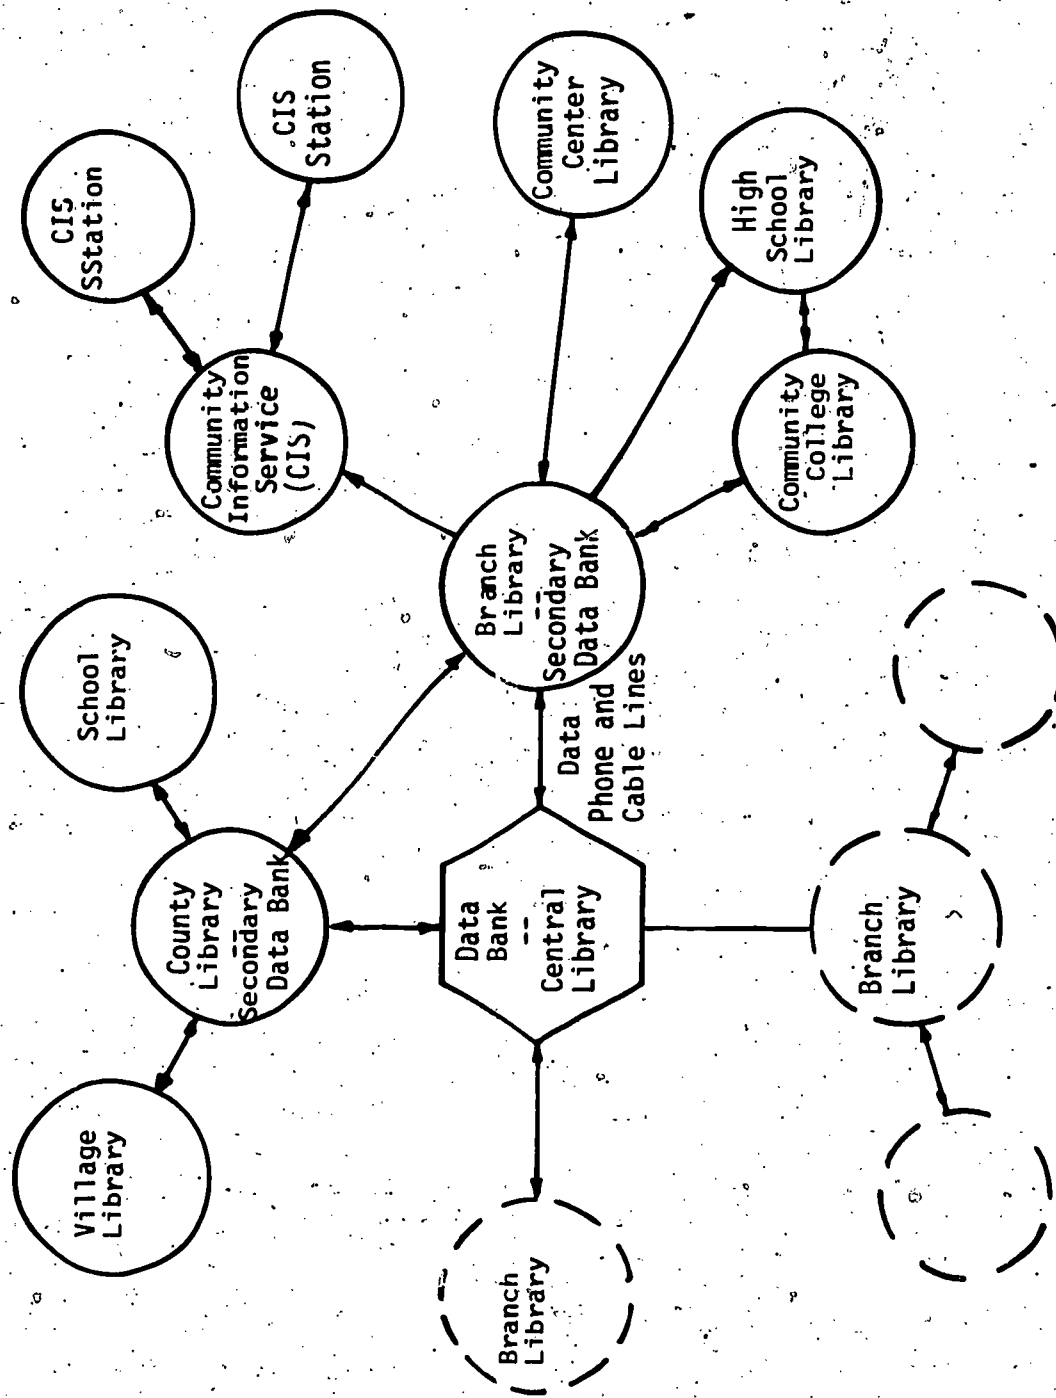 Village
Library
School
Library
CIS
SStation
CIS
Station
County
Library
--
Secondary
Data Bank
Community
Information
Service
(CIS)
Community
Center
Library
Branch
Library
Data
Bank
--
Central
Library
Data
Phone and
Cable Lines
Branch
Library
--
Secondary
Data Bank
High
School
Library
Community
College
Library
Branch
Library